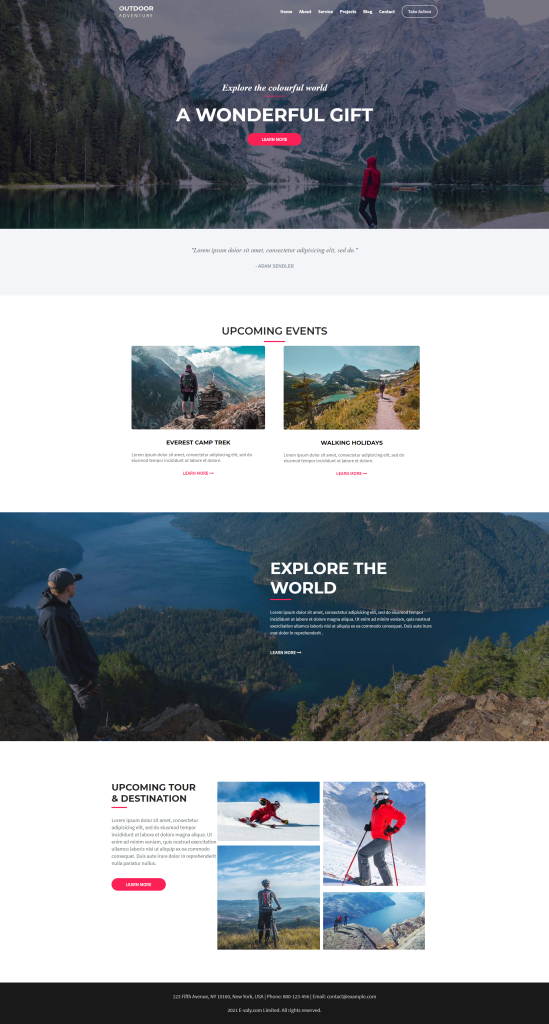 OUTDOOR
ADVENTURE
Home About Service Projects Blog Contact Take Action
Explore the colourful world
A WONDERFUL GIFT
LEARN MORE
"Lorem ipsum dolor sit amet, consectetur adipisicing elit, sed do."
- ADAN SENDLER
UPCOMING EVENTS
EVEREST CAMP TREK
Lorem ipsum dolor sit amet, consectetur adipisicing elit, sed do
eiusmod tempor incididunt ut labore et dolore.
LEARN MORE
WALKING HOLIDAYS
Lorem ipsum dolor sit amet, consectetur adipisicing elit, sed do
eiusmod tempor incididunt ut labore et dolore.
LEARN MORE
EXPLORE THE
WORLD
Lorem ipsum dolor sit amet, consectetur adipisicing elit, sed do eiusmod
tempor incididunt ut labore et dolore magna aliqua. Ut enim ad minim veniam, quis nostrud
exercitation ullamco laboris nisi ut aliquip ex ea commodo consequat. Duis aute irure
dolor in reprehenderit .
LEARN MORE
UPCOMING TOUR
& DESTINATION
Lorem ipsum dolor sit amet, consectetur
adipisicing elit, sed do eiusmod tempor
incididunt ut labore et dolore magna aliqua. Ut
enim ad minim veniam, quis nostrud exercitation
ullamco laboris nisi ut aliquip ex ea commodo
consequat. Duis aute irure dolor in reprehenderit
nulla pariatur nullus.
LEARN MORE
123 Fifth Avenue, NY 10160, New York, USA | Phone: 800-123-456 | Email: contact@example.com
2021 E-valy.com Limited. All rights reserved.